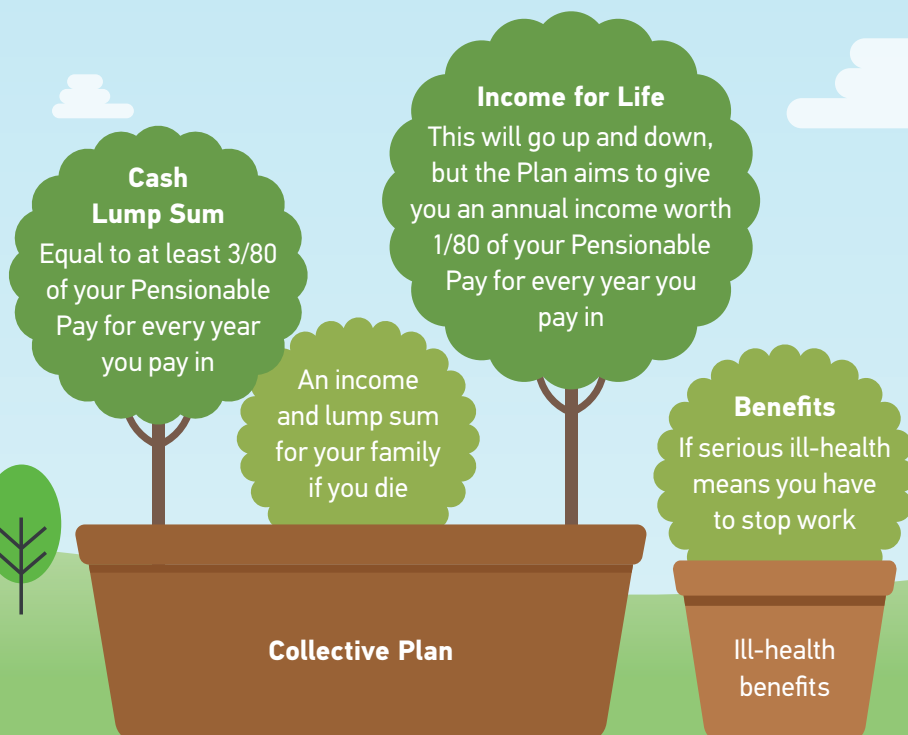 Cash
Lump Sum
Equal to at least 3/80
of your Pensionable
Pay for every year
you pay in
An income
and lump sum
for your family
if you die
Income for Life
This will go up and down,
but the Plan aims to give
you an annual income worth
1/80 of your Pensionable
Pay for every year you
pay in
Benefits
If serious ill-health
means you have
to stop work
Collective Plan
Ill-health
benefits